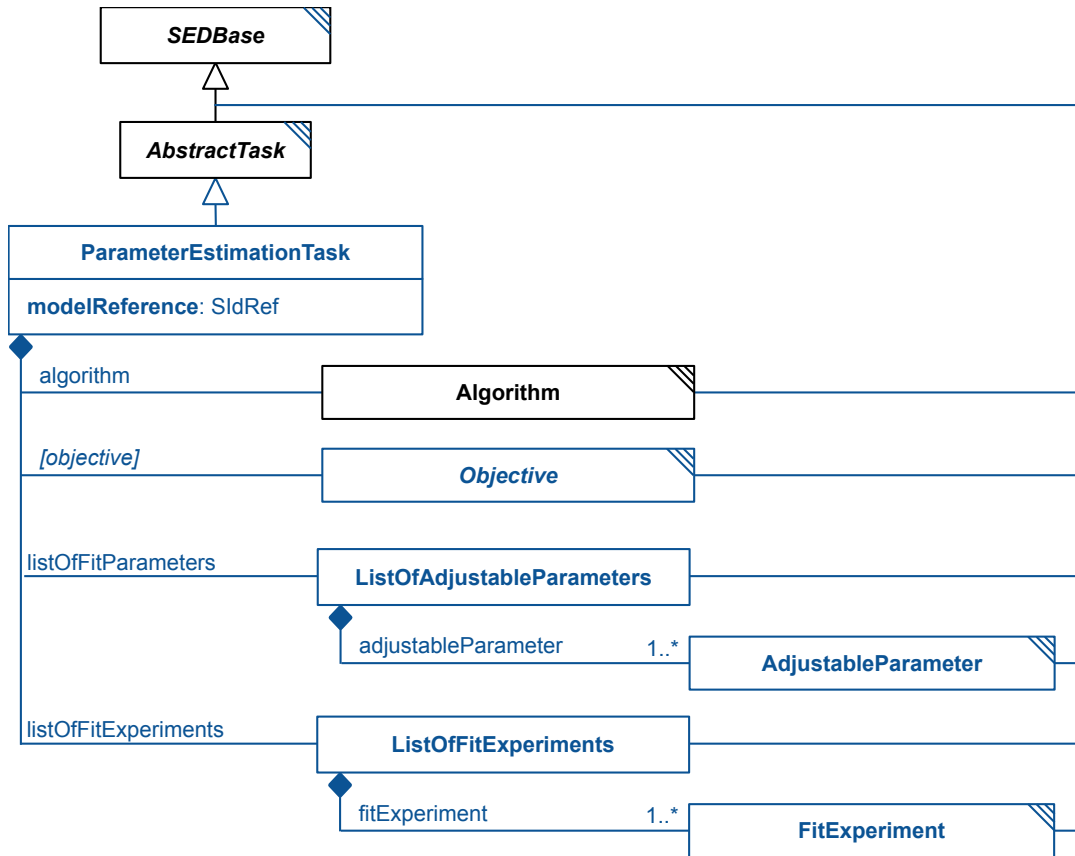 SEDBase
AbstractTask
ParameterEstimationTask
modelReference: SIdRef
algorithm
Algorithm
[objective]
Objective
listOfFitParameters
ListOfAdjustableParameters
adjustableParameter 1..*
AdjustableParameter
listOfFitExperiments
ListOfFitExperiments
fitExperiment 1..*
FitExperiment